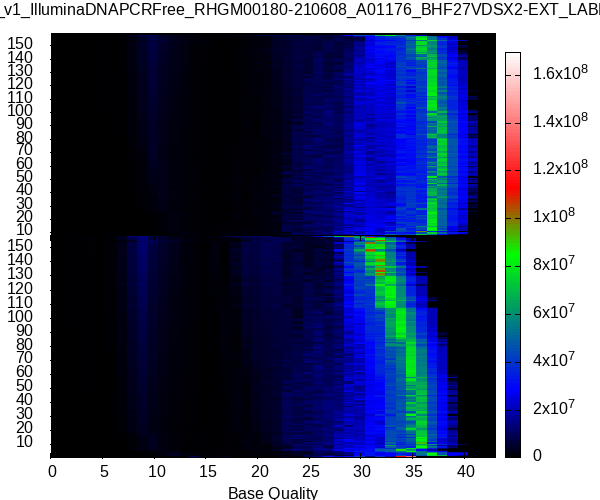 _v1_IlluminaDNAPCRFree_RHGM00180-210608_A01176_BHF27VDSX2-EXT_LAB
150
140
130
120
110
100
90
80
70
60
50
40
30
20
10
150
140
130
120
110
100
90
80
70
60
50
40
30
20
10
0 5 10 15 20 25 30 35 40
Base Quality
1.6x10⁸
1.4x10⁸
1.2x10⁸
1x10⁸
8x10⁷
6x10⁷
4x10⁷
2x10⁷
0